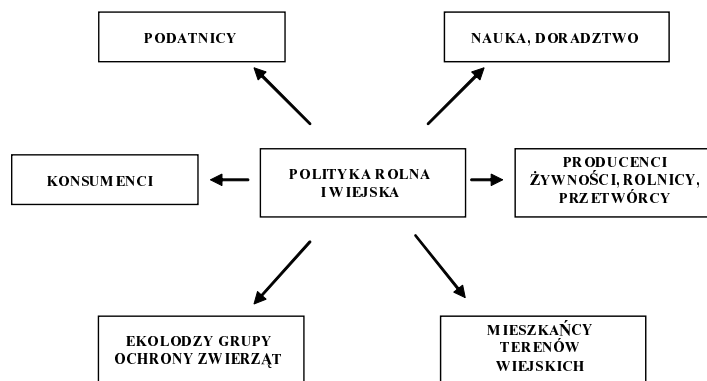 PODATNICY
NAUKA, DORADZTWO
KONSUMENCI
POLITYKA ROLNA
I WIEJSKA
PRODUCENCI
ŻYWNOŚCI, ROLNICY,
PRZETWÓRCY
EKOLODZY GRUPY
OCHRONY ZWIERZĄT
MIESZKAŃCY
TERENÓW
WIEJSKICH